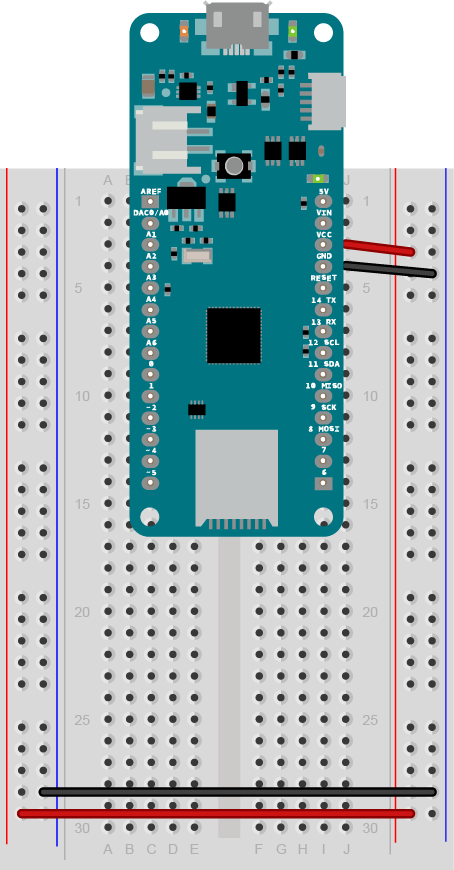 A B J
AREF 5V
1 DAC0/A0 VIN 1
A1 VCC
A2 GND
5 A3 RESET 5
A4 14 TX
A5 13 RX
A6 12 SCL
0 11 SDA
10 1 10 MISO 10
~2 9 SCK
~3 8 MOSI
~4 7
15 ~5 6 15
20 20
25 25
30 30
A B C D E F G H I J